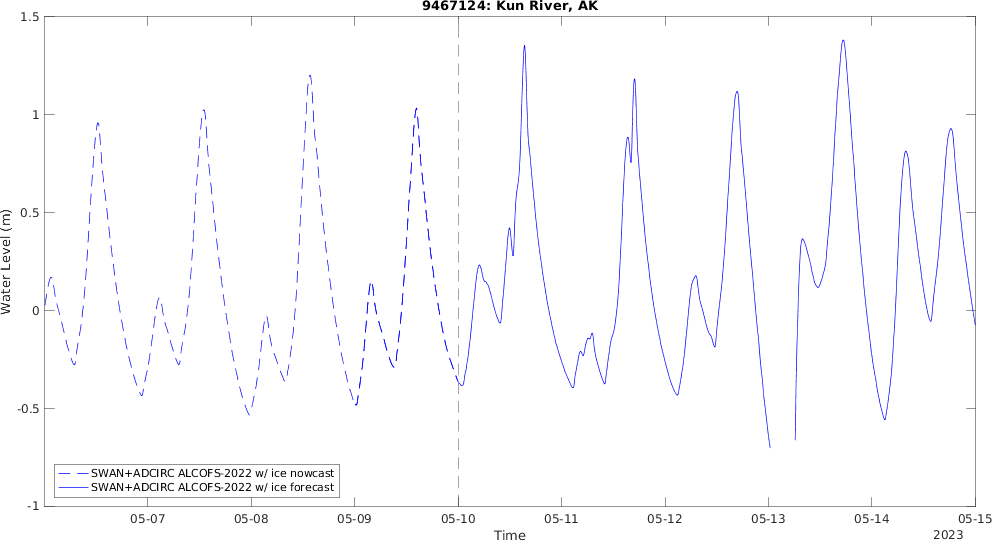 9467124: Kun River, AK
Water Level (m)
1.5
1
0.5
0
-0.5
-1
SWAN+ADCIRC ALCOFS-2022 w/ ice nowcast
SWAN+ADCIRC ALCOFS-2022 w/ ice forecast
05-07 05-08 05-09 05-10 05-11 05-12 05-13 05-14 05-15
Time
2023